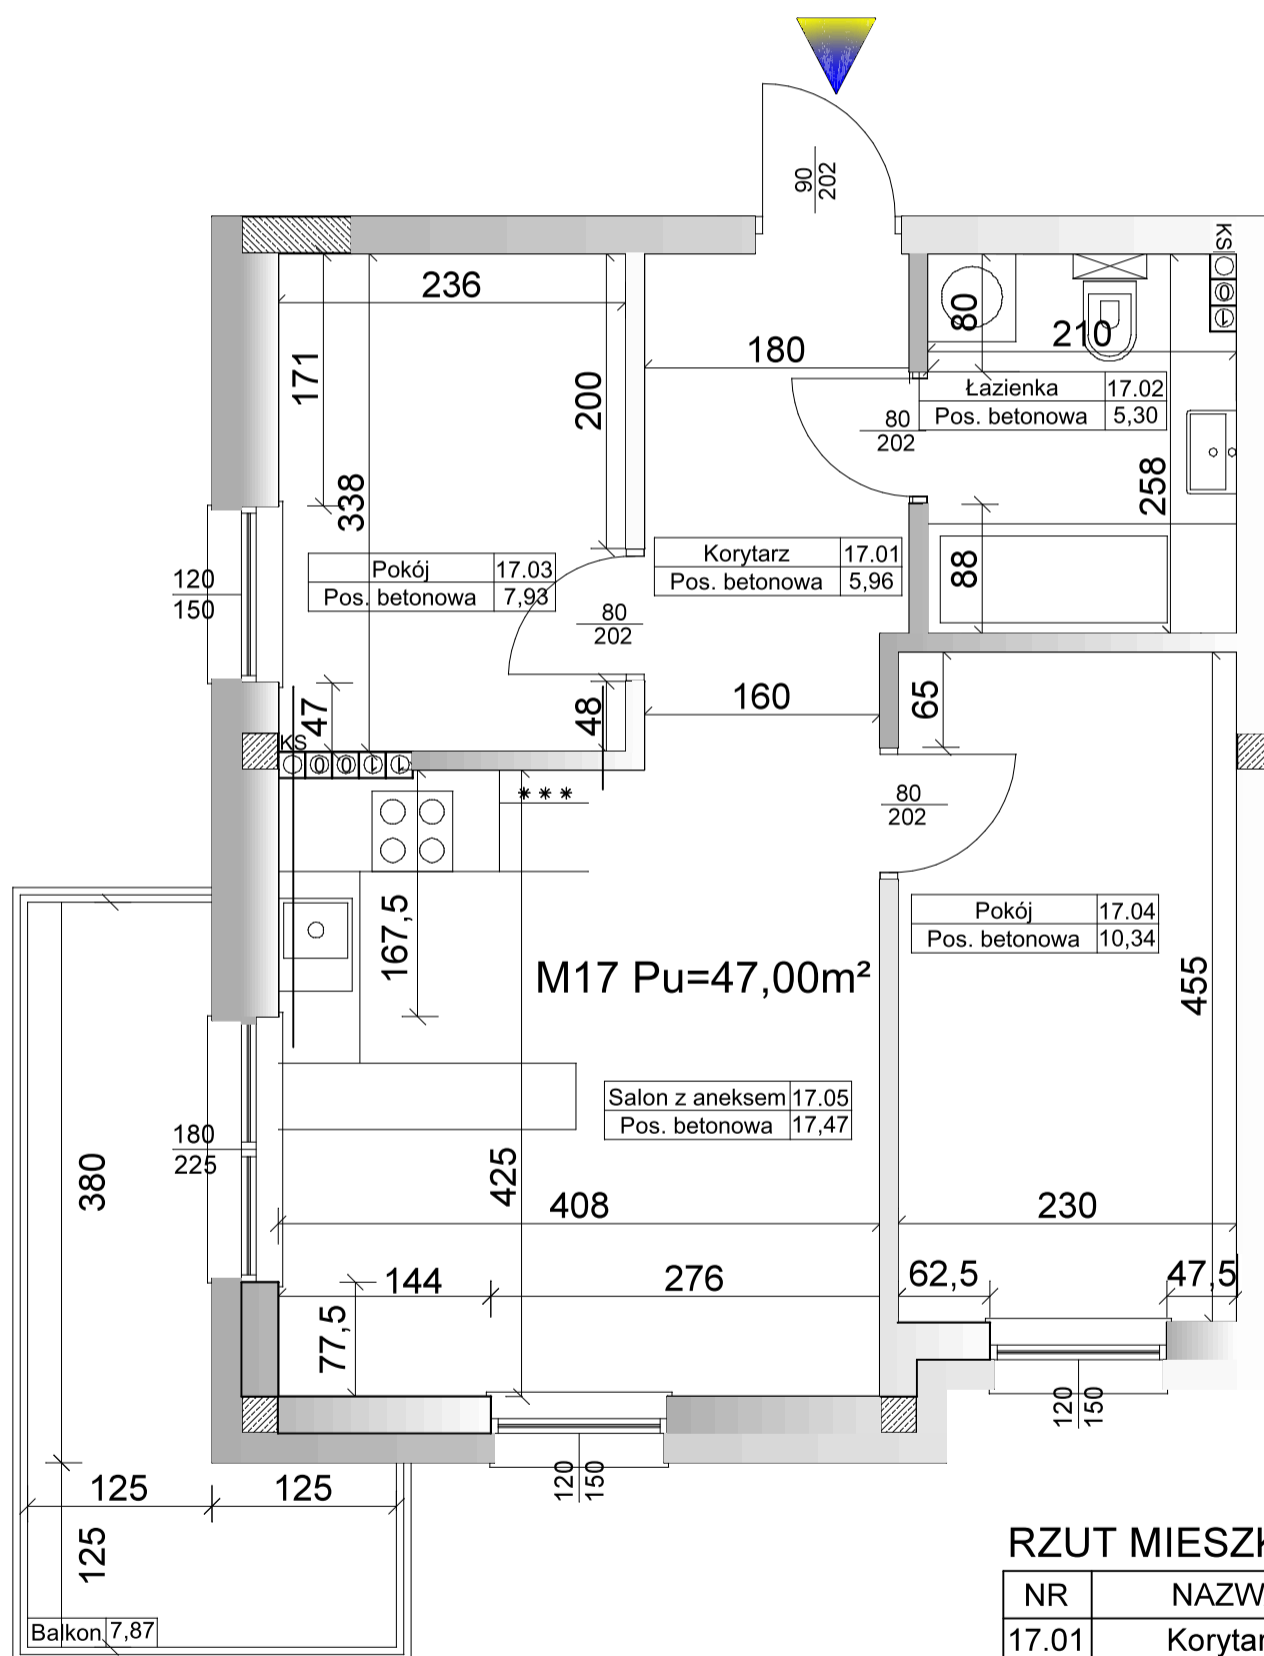 90
202
KS
236
180
80
210
171
200
338
Łazienka 17.02
Pos. betonowa 5,30
80
202
258
Korytarz 17.01
Pos. betonowa 5,96
88
Pokój 17.03
Pos. betonowa 7,93
120
150
80
202
47
48
160
65
KS
***
80
202
167,5
Pokój 17.04
Pos. betonowa 10,34
M17 Pu=47,00m²
455
Salon z aneksem 17.05
Pos. betonowa 17,47
180
225
380
425
408
230
144
276
62,5
47,5
77,5
120
150
120
150
125
125
125
Balkon 7,87
RZUT MIESZK
NR NAZW
17.01 Korytar